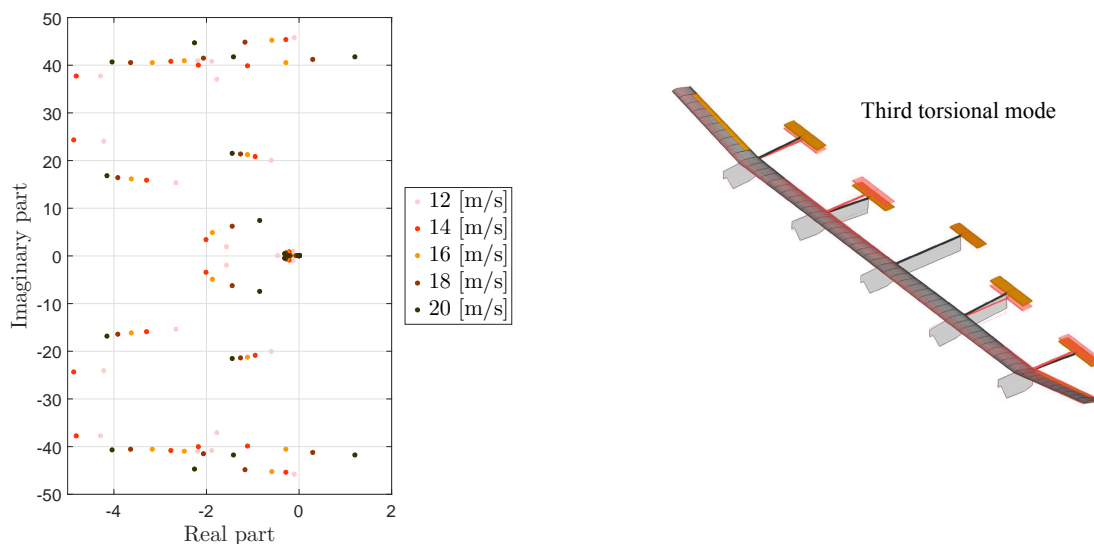 50
40
30
20
10
0
-10
-20
-30
-40
-50
-4
-2
0
2
Real part
Imaginary part
12 [m/s]
14 [m/s]
16 [m/s]
18 [m/s]
20 [m/s]
Third torsional mode